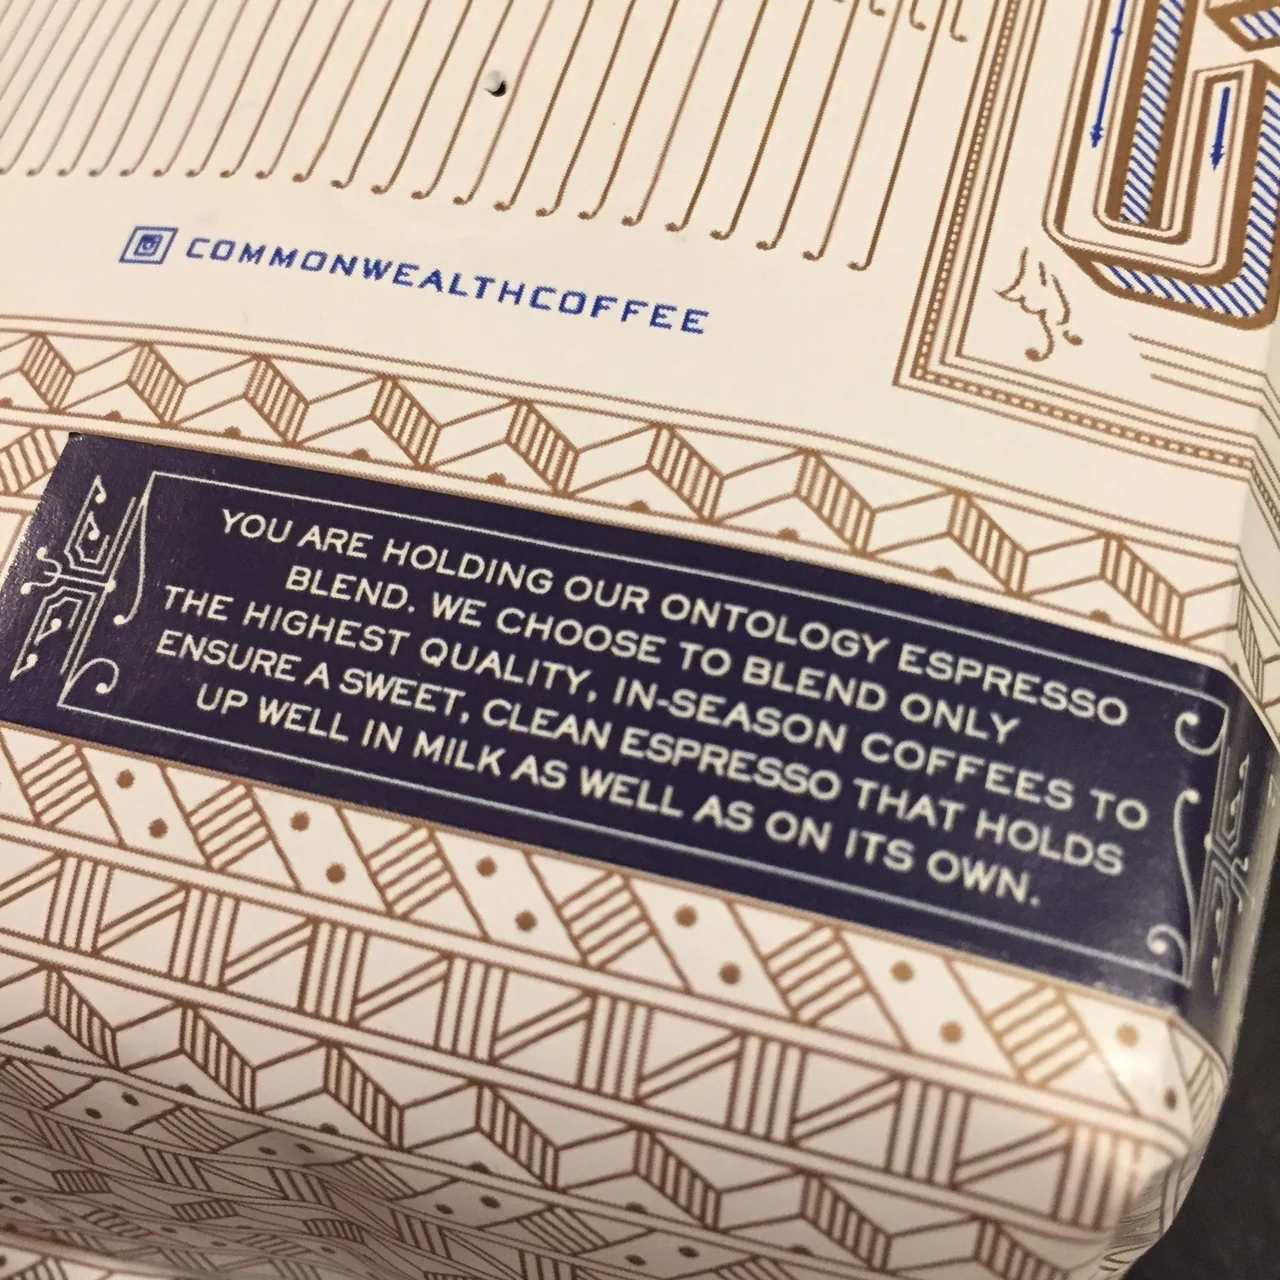 COMMONWEALTHCOFFEE
YOU ARE HOLDING OUR ONTOLOGY ESPRESSO
BLEND. WE CHOOSE TO BLEND ONLY
THE HIGHEST QUALITY, IN-SEASON COFFEES TO
ENSURE A SWEET, CLEAN ESPRESSO THAT HOLDS
UP WELL IN MILK AS WELL AS ON ITS OWN.